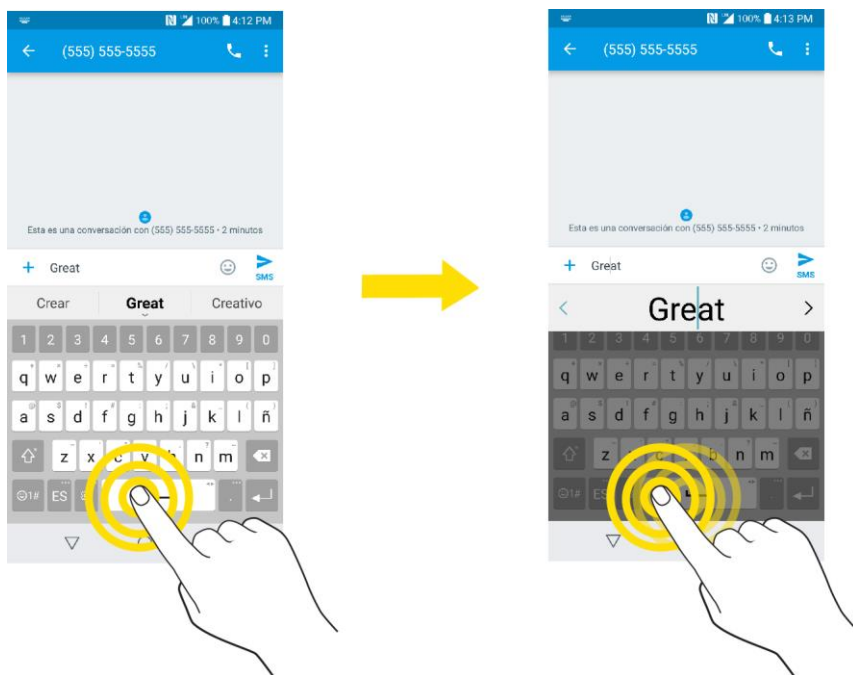 100% 4:12 PM
(555) 555-5555
Esta es una conversación con (555) 555-5555 • 2 minutos
+ Great
SMS
Crear Great Creativo
1 2 3 4 5 6 7 8 9 0
q w e r t y u i o p
a s d f g h j k l ñ
z x c v n m
1# ES .
100% 4:13 PM
(555) 555-5555
Esta es una conversación con (555) 555-5555 • 2 minutos
+ Great
SMS
< Great >
1 2 3 4 5 6 7 8 9 0
q w e r t y u i o p
a s d f g h j k l ñ
z c b n m
1# ES .